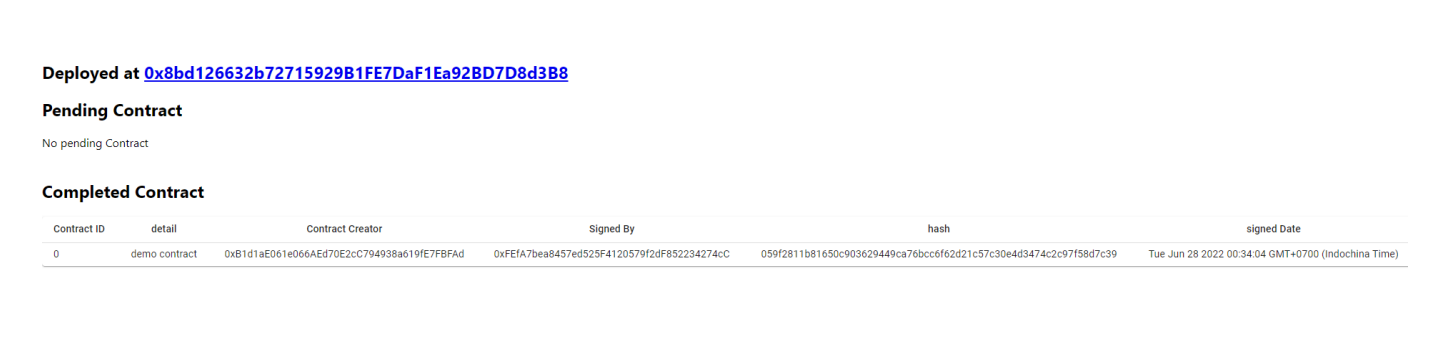 Deployed at 0x8bd126632b72715929B1FE7DaF1Ea92BD7D8d3B8
Pending Contract
No pending Contract
Completed Contract
Contract ID detail Contract Creator Signed By hash signed Date
0 demo contract 0xB1d1aE061e066AEd70E2cC794938a619fE7FBFAd 0xFEfA7bea8457ed525F4120579f2dF852234274cC 059f2811b81650c903629449ca76bcc6f62d21c57c30e4d3474c2c97f58d7c39 Tue Jun 28 2022 00:34:04 GMT+0700 (Indochina Time)